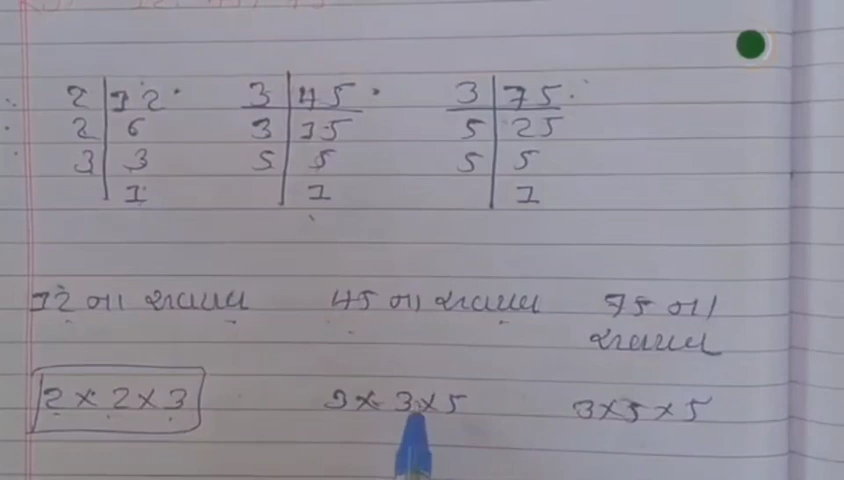 2 | 12 3 | 45 3 | 75
2 | 6 3 | 15 5 | 25
3 | 3 5 | 5 5 | 5
1 1 1
12 ના અવયવ 45 ના અવયવ 75 ના
અવયવ
2 × 2 × 3 3 × 3 × 5 3 × 5 × 5